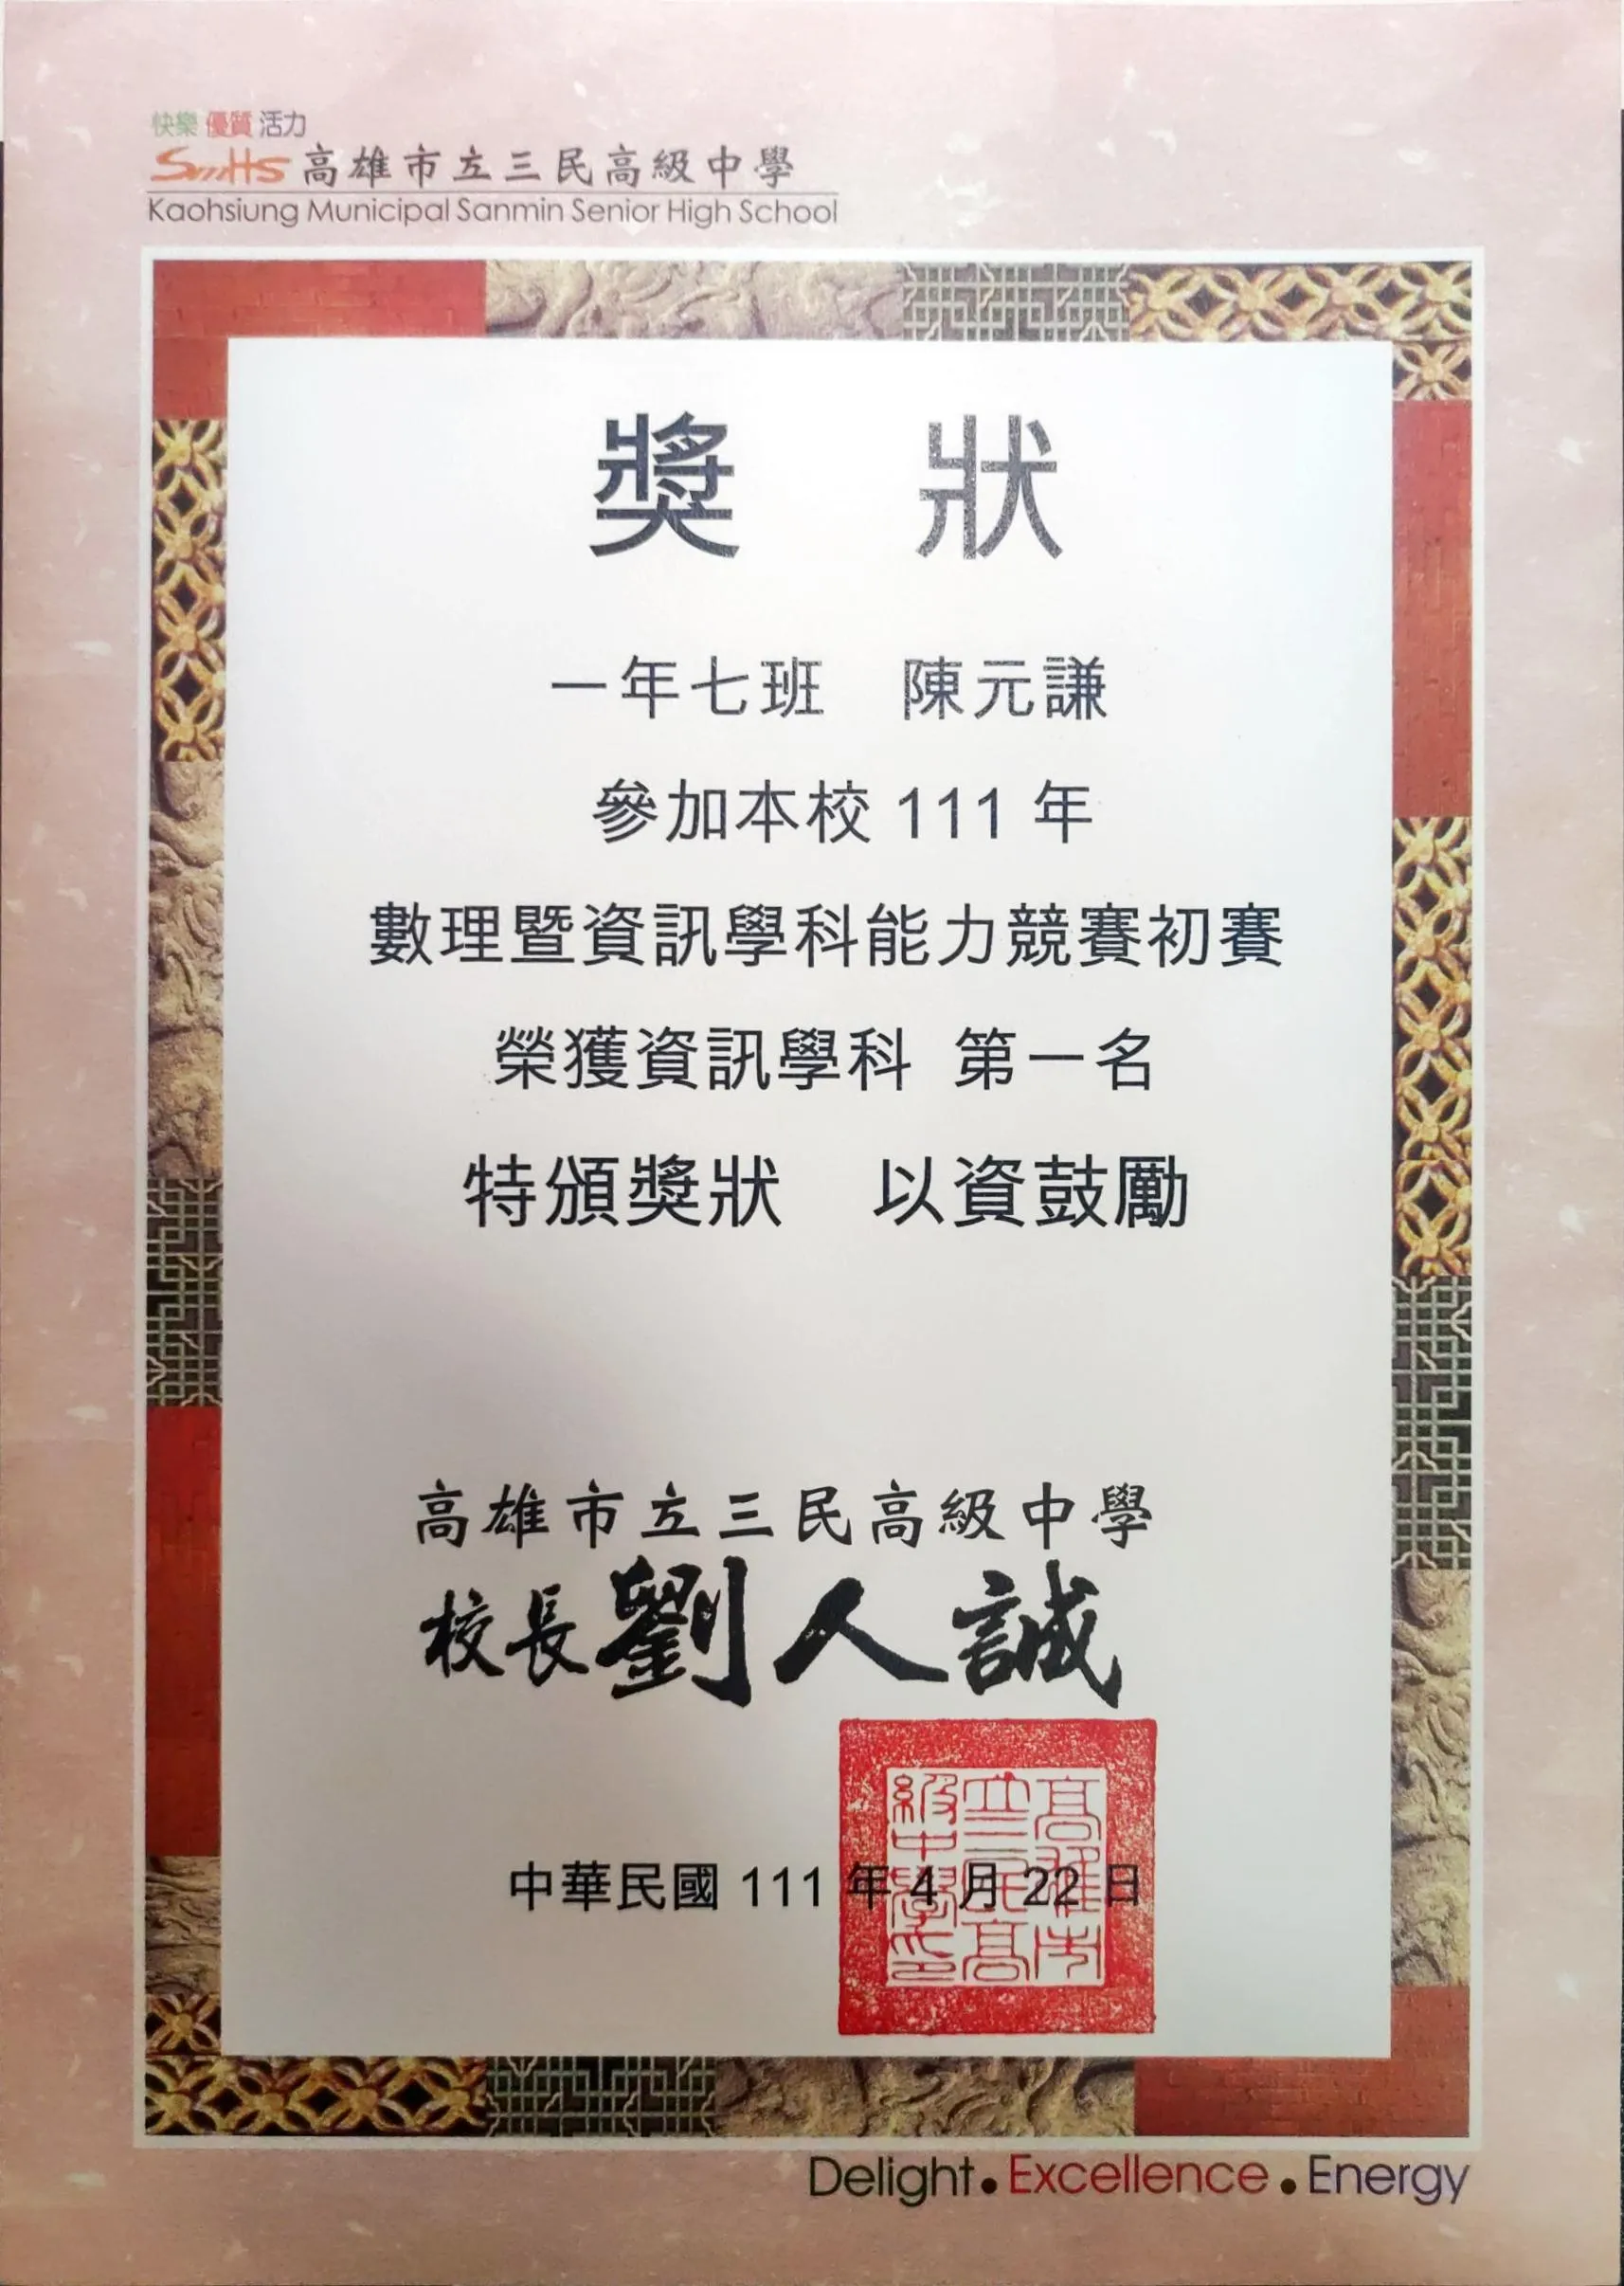 快樂 優質 活力
SmHS 高雄市立三民高級中學
Kaohsiung Municipal Sanmin Senior High School
獎 狀
一年七班 陳元謙
參加本校 111 年
數理暨資訊學科能力競賽初賽
榮獲資訊學科 第一名
特頒獎狀 以資鼓勵
高雄市立三民高級中學
校長劉人誠
中華民國 111 年 4 月 22 日
高雄市
立三民高
級中學印
Delight.Excellence.Energy